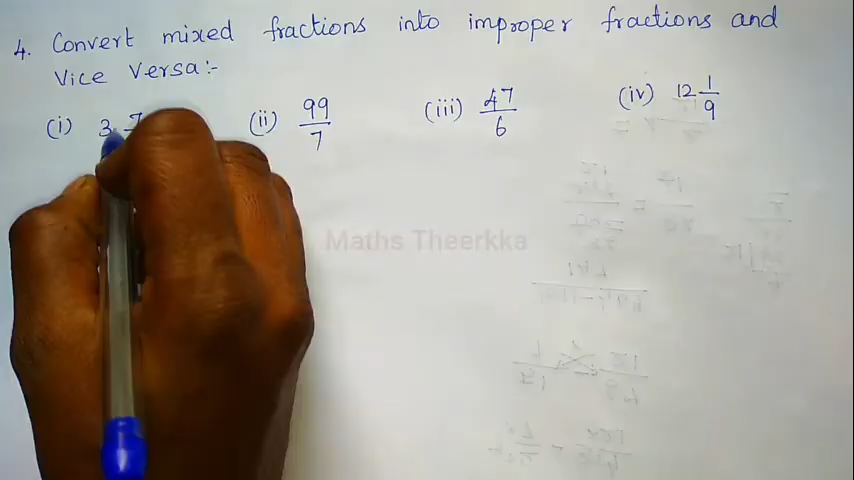 4. Convert mixed fractions into improper fractions and
Vice Versa:-
(i) 3 7 (ii) 99/7 (iii) 47/6 (iv) 12 1/9
Maths Theerkka